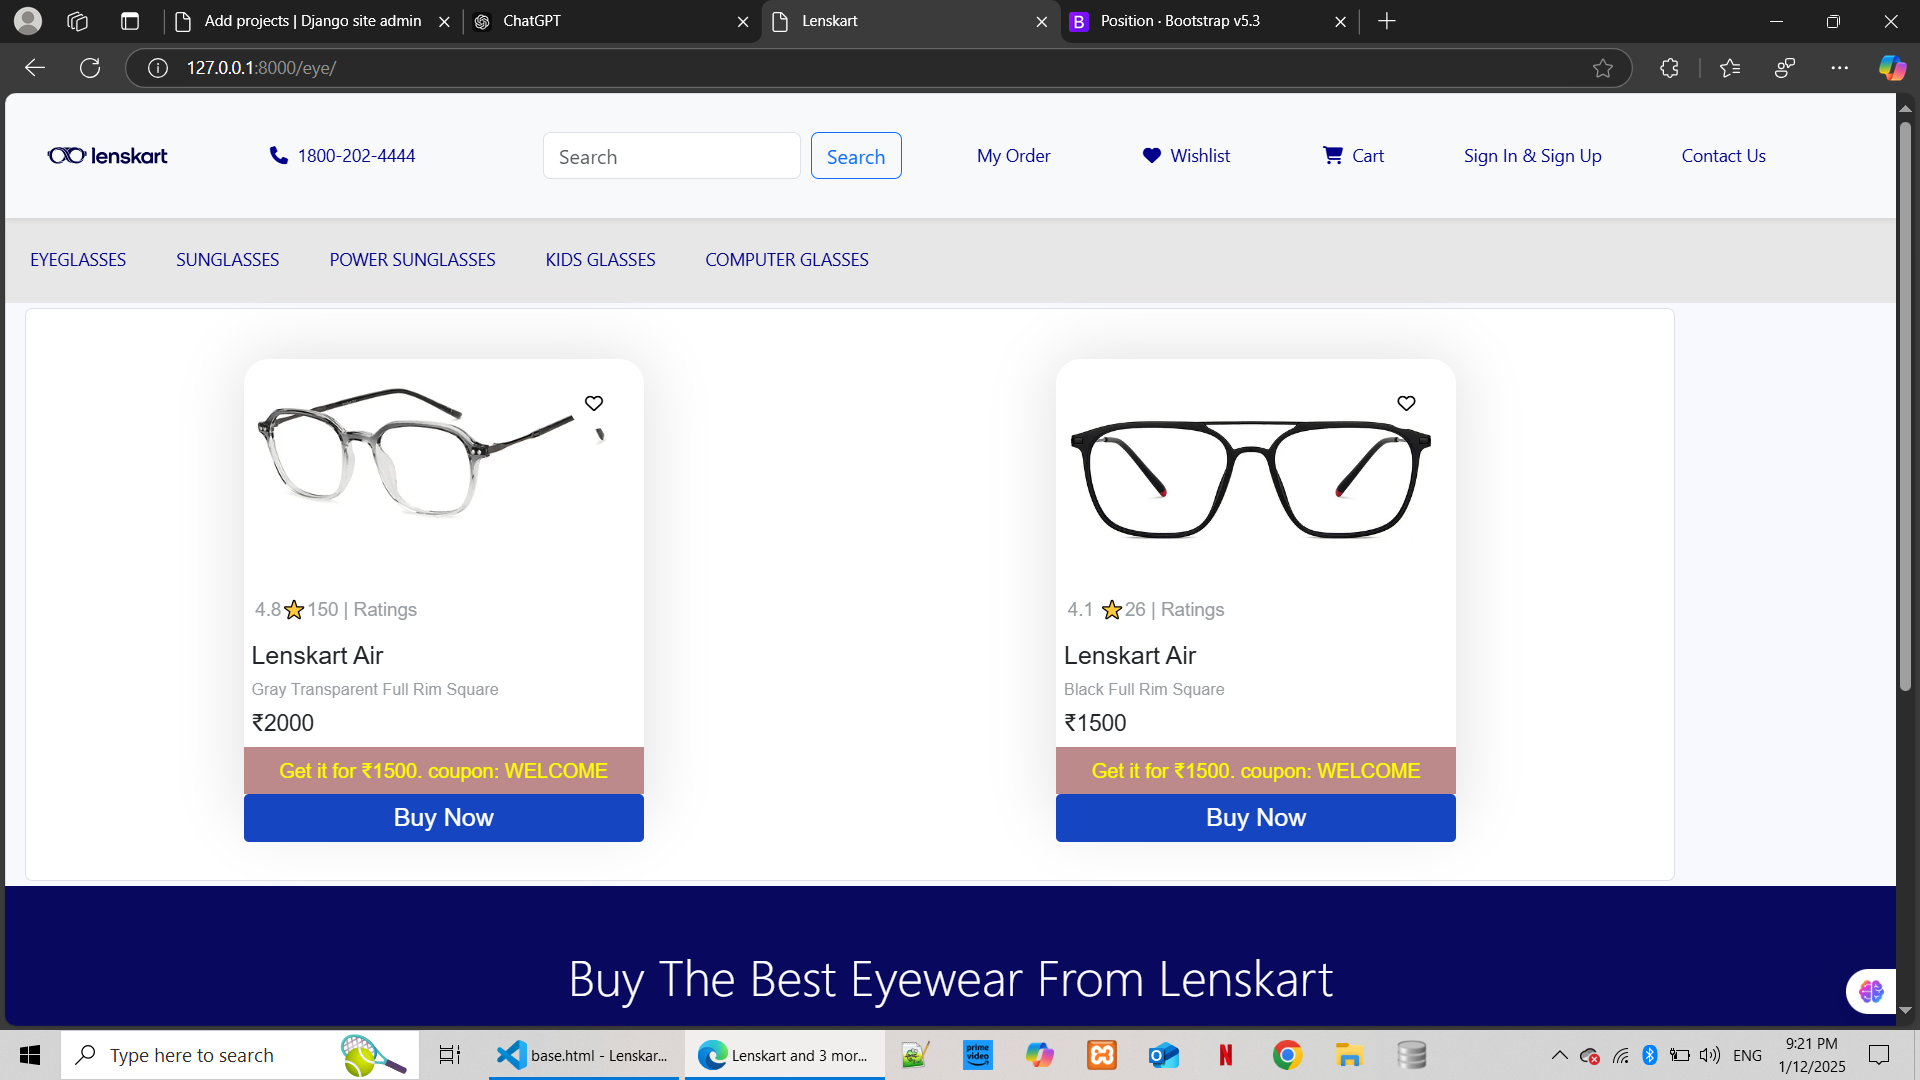 Add projects | Django site admin
ChatGPT
Lenskart
B Position · Bootstrap v5.3
127.0.0.1:8000/eye/
lenskart
1800-202-4444
Search
Search
My Order
Wishlist
Cart
Sign In & Sign Up
Contact Us
EYEGLASSES
SUNGLASSES
POWER SUNGLASSES
KIDS GLASSES
COMPUTER GLASSES
4.8⭐150 | Ratings
Lenskart Air
Gray Transparent Full Rim Square
₹2000
Get it for ₹1500. coupon: WELCOME
Buy Now
4.1 ⭐26 | Ratings
Lenskart Air
Black Full Rim Square
₹1500
Get it for ₹1500. coupon: WELCOME
Buy Now
Buy The Best Eyewear From Lenskart
Type here to search
base.html - Lenskar...
Lenskart and 3 mor...
prime video
N
ENG
9:21 PM
1/12/2025